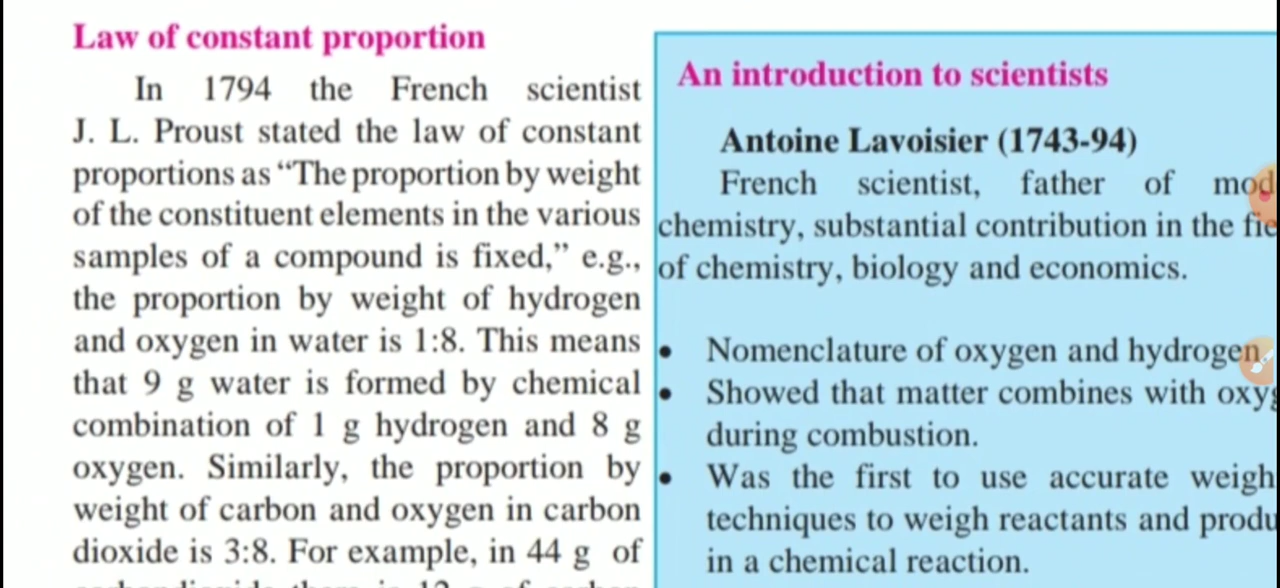 Law of constant proportion
In 1794 the French scientist
J. L. Proust stated the law of constant
proportions as “The proportion by weight
of the constituent elements in the various
samples of a compound is fixed,” e.g.,
the proportion by weight of hydrogen
and oxygen in water is 1:8. This means
that 9 g water is formed by chemical
combination of 1 g hydrogen and 8 g
oxygen. Similarly, the proportion by
weight of carbon and oxygen in carbon
dioxide is 3:8. For example, in 44 g of
An introduction to scientists
Antoine Lavoisier (1743-94)
French scientist, father of
chemistry, substantial contribution in the
of chemistry, biology and economics.
• Nomenclature of oxygen and hydrogen
• Showed that matter combines with
during combustion.
• Was the first to use accurate
techniques to weigh reactants and
in a chemical reaction.